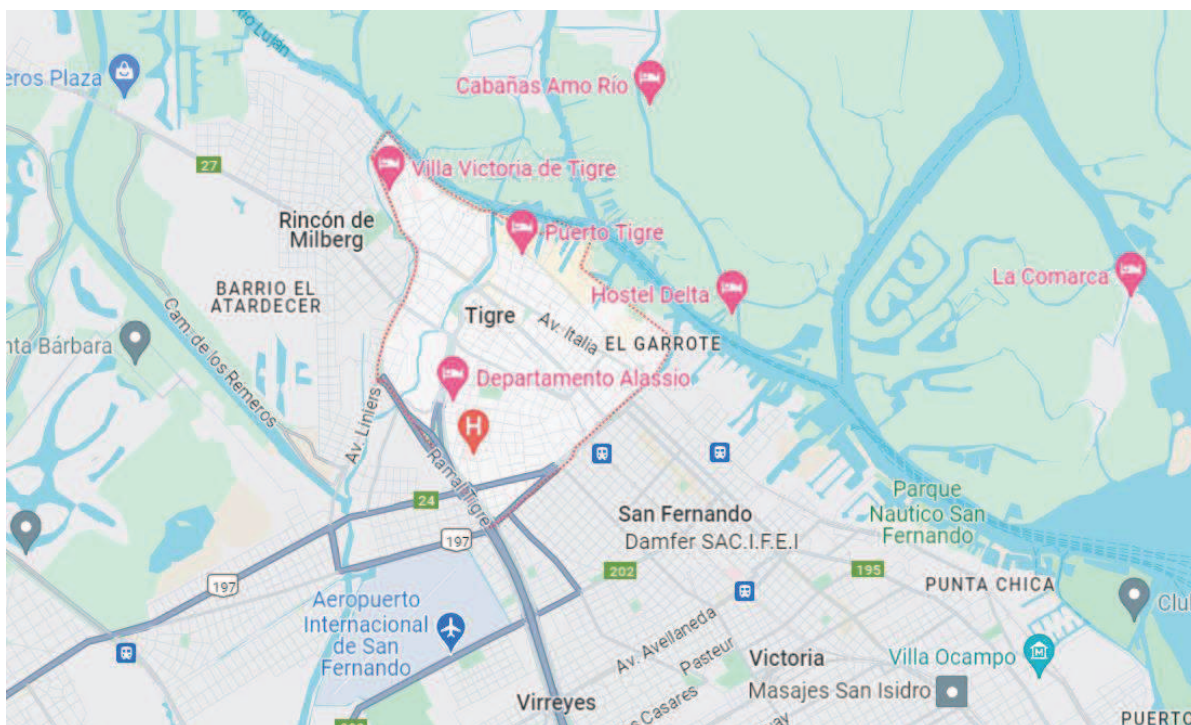 Río Luján
eros Plaza
Cabañas Amo Río
27
Villa Victoria de Tigre
Rincón de
Milberg
Puerto Tigre
La Comarca
BARRIO EL
ATARDECER
Hostel Delta
Tigre
Av. Italia
EL GARROTE
nta Bárbara
Cam. de los Remeros
Departamento Alassio
Av. Liniers
H
Ramal Tigre
24
Parque
Nautico San
Fernando
San Fernando
Damfer SAC.I.F.E.I
197
197
202
195
PUNTA CHICA
Aeropuerto
Internacional
de San
Fernando
Clu
Av. Avellaneda
Pasteur
Victoria
Villa Ocampo
M
Masajes San Isidro
Virreyes
s Casares
PUERTO